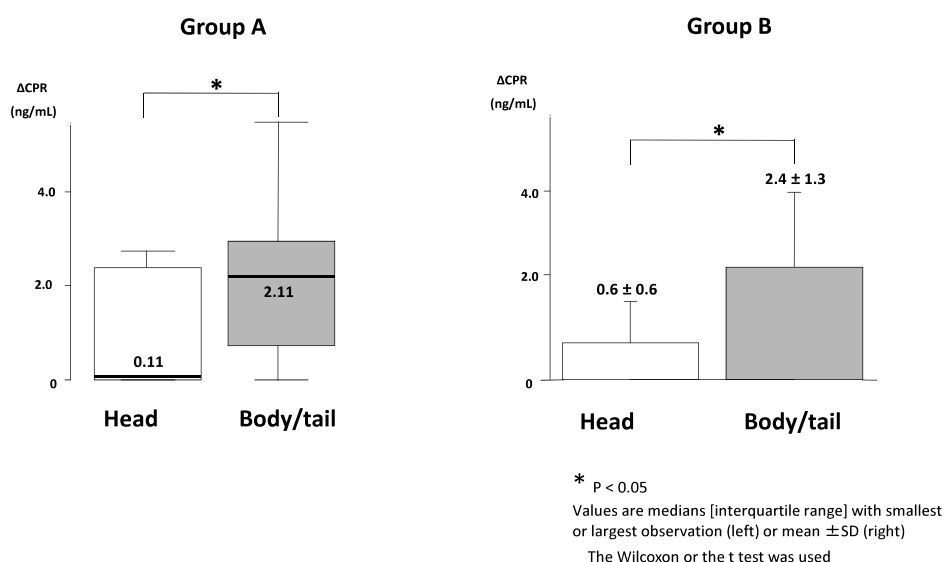 Group A
ΔCPR
(ng/mL)
*
4.0
2.0
0
2.11
0.11
Head
Body/tail
Group B
ΔCPR
(ng/mL)
*
4.0
2.0
0
2.4 ± 1.3
0.6 ± 0.6
Head
Body/tail
* P < 0.05
Values are medians [interquartile range] with smallest
or largest observation (left) or mean ±SD (right)
The Wilcoxon or the t test was used